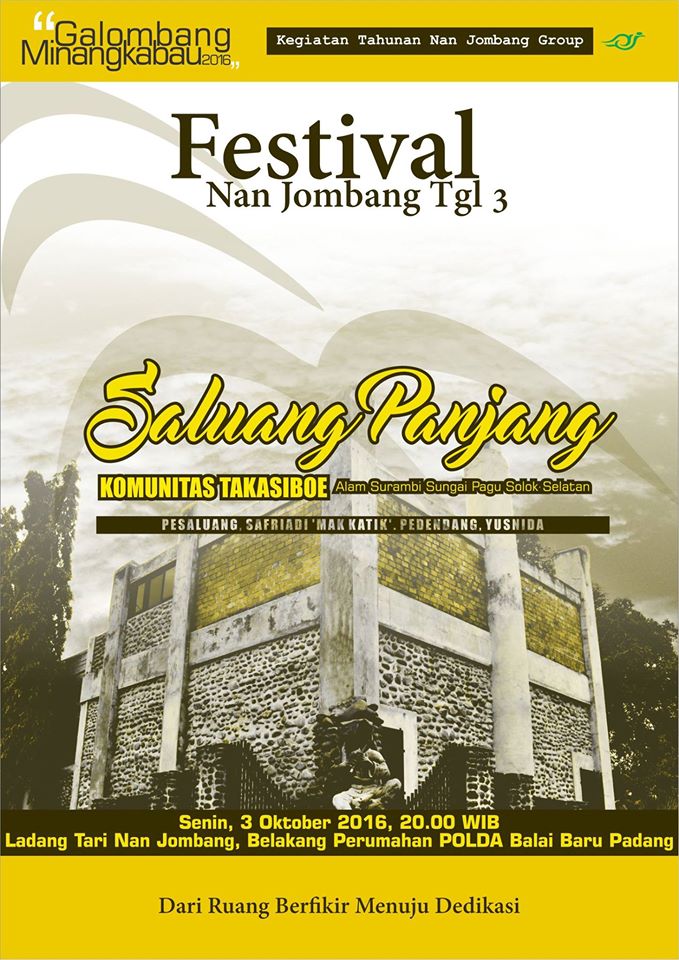 “Galombang
Minangkabau2016„
Kegiatan Tahunan Nan Jombang Group
Festival
Nan Jombang Tgl 3
Saluang Panjang
KOMUNITAS TAKASIBOE Alam Surambi Sungai Pagu Solok Selatan
PESALUANG, SAFRIADI 'MAK KATIK'. PEDENDANG, YUSNIDA
Senin, 3 Oktober 2016, 20.00 WIB
Ladang Tari Nan Jombang, Belakang Perumahan POLDA Balai Baru Padang
Dari Ruang Berfikir Menuju Dedikasi